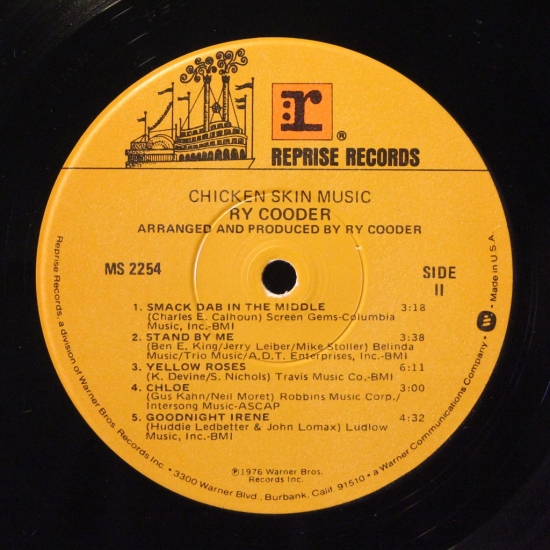 r
®
REPRISE RECORDS
CHICKEN SKIN MUSIC
RY COODER
ARRANGED AND PRODUCED BY RY COODER
MS 2254
SIDE
II
1. SMACK DAB IN THE MIDDLE 3:18
(Charles E. Calhoun) Screen Gems-Columbia
Music, Inc.-BMI
2. STAND BY ME 3:38
(Ben E. King/Jerry Leiber/Mike Stoller) Belinda
Music/Trio Music/A.D.T. Enterprises, Inc.-BMI
3. YELLOW ROSES 6:11
(K. Devine/S. Nichols) Travis Music Co.-BMI
4. CHLOE 3:00
(Gus Kahn/Neil Moret) Robbins Music Corp./
Intersong Music-ASCAP
5. GOODNIGHT IRENE 4:32
(Huddie Ledbetter & John Lomax) Ludlow
Music, Inc.-BMI
℗1976 Warner Bros.
Records Inc.
Reprise Records, a division of Warner Bros. Records Inc. • 3300 Warner Blvd., Burbank, Calif. 91510 • a Warner Communications Company • W • Made in U.S.A.